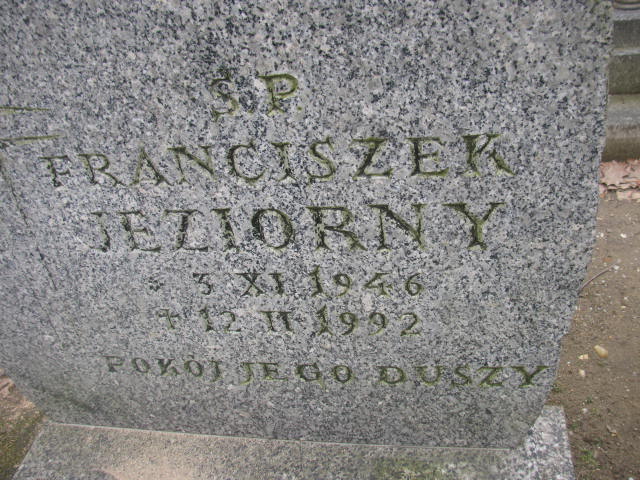 Ś.P.
FRANCISZEK
JEZIORNY
* 3 XI 1946
+ 12 II 1992
POKÓJ JEGO DUSZY